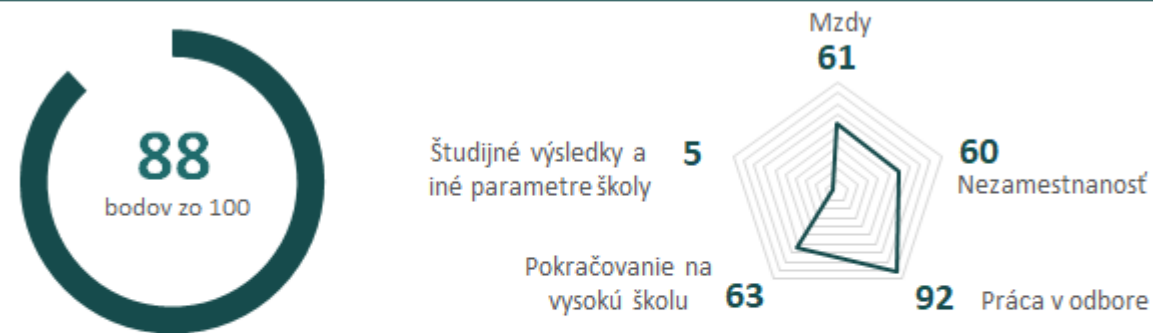 88
bodov zo 100
Mzdy
61
Študijné výsledky a
iné parametre školy
5
60
Nezamestnanosť
Pokračovanie na
vysokú školu
63
92
Práca v odbore